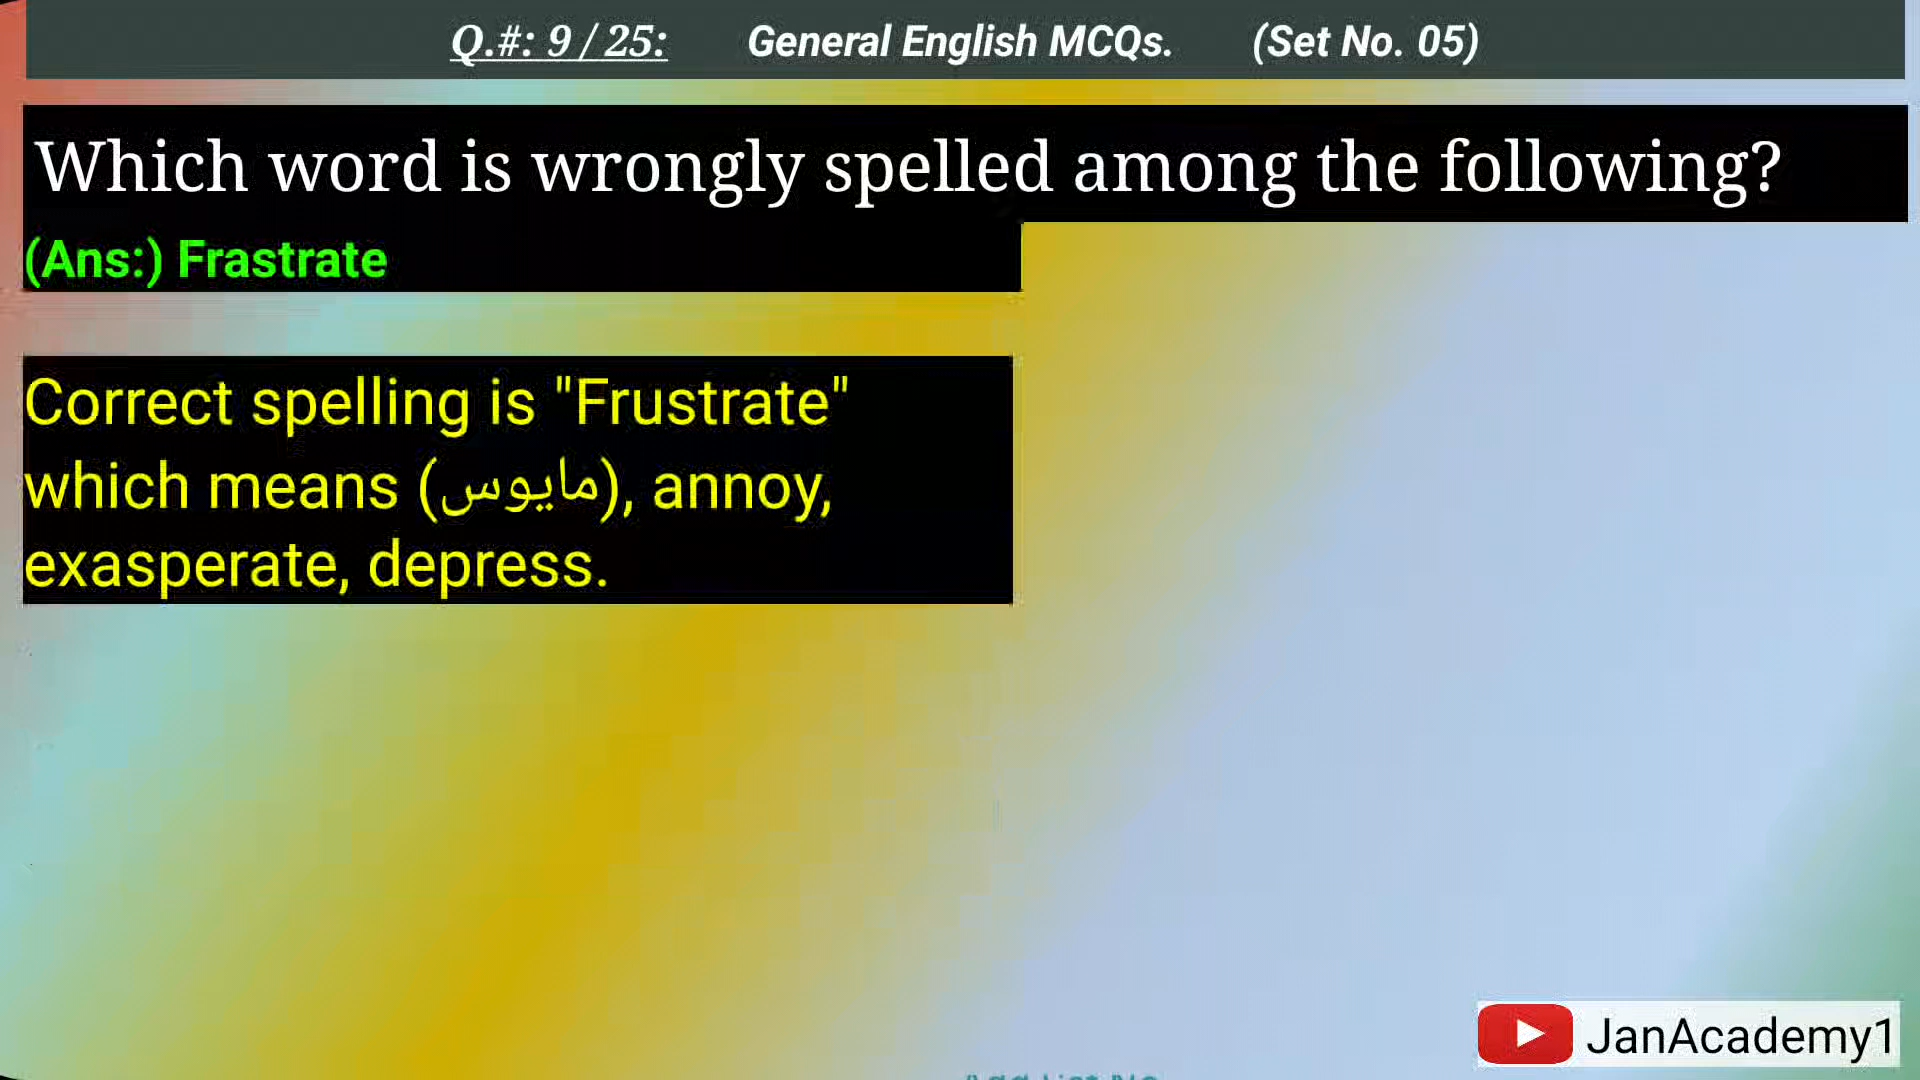 Q.#: 9 / 25: General English MCQs. (Set No. 05)
Which word is wrongly spelled among the following?
(Ans:) Frastrate
Correct spelling is "Frustrate"
which means (مایوس), annoy,
exasperate, depress.
JanAcademy1